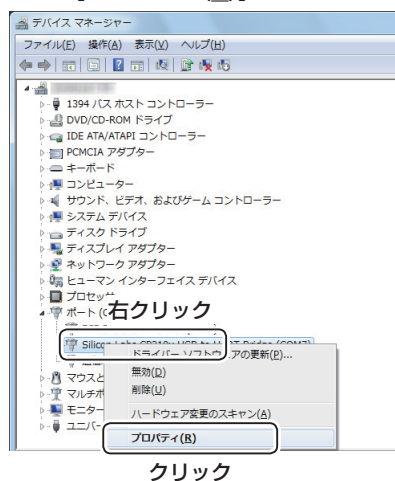 デバイス マネージャー
ファイル(F) 操作(A) 表示(V) ヘルプ(H)
1394 バス ホスト コントローラー
DVD/CD-ROM ドライブ
IDE ATA/ATAPI コントローラー
PCMCIA アダプター
キーボード
コンピューター
サウンド、ビデオ、およびゲーム コントローラー
システム デバイス
ディスク ドライブ
ディスプレイ アダプター
ネットワーク アダプター
ヒューマン インターフェイス デバイス
プロセッサ
ポート (C
右クリック
Silicon Labs CP210x USB to UART Bridge (COM7)
ドライバー ソフトウェアの更新(P)...
マウスと
無効(D)
マルチポ
削除(U)
モニター
ハードウェア変更のスキャン(A)
ユニバー
プロパティ(R)
クリック